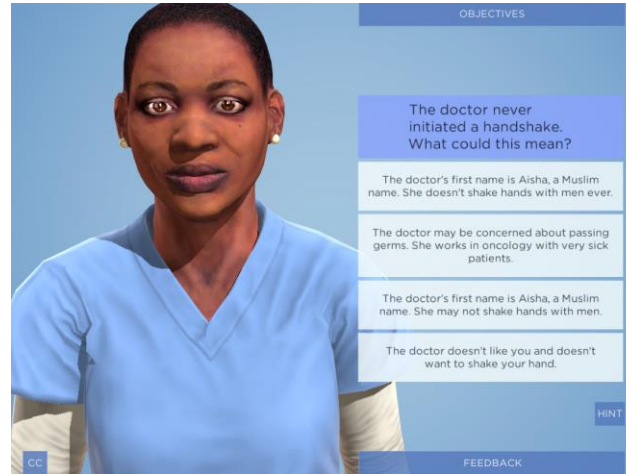 OBJECTIVES
The doctor never
initiated a handshake.
What could this mean?
The doctor's first name is Aisha, a Muslim
name. She doesn't shake hands with men ever.
The doctor may be concerned about passing
germs. She works in oncology with very sick
patients.
The doctor's first name is Aisha, a Muslim
name. She may not shake hands with men.
The doctor doesn't like you and doesn't
want to shake your hand.
HINT
CC
FEEDBACK